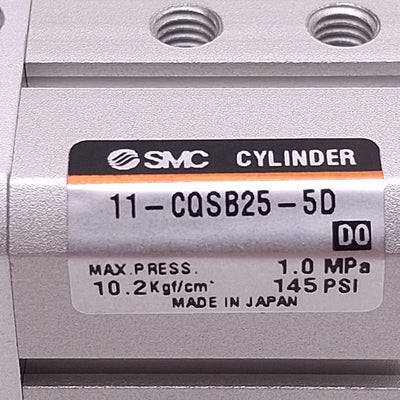 SMC CYLINDER
11-CQSB25-5D
DO
MAX.PRESS. 1.0 MPa
10.2Kgf/cm² 145 PSI
MADE IN JAPAN